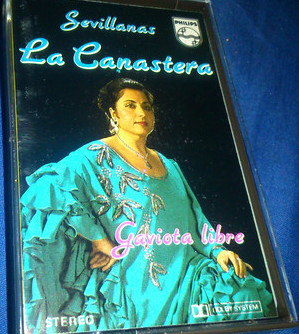 Sevillanas
PHILIPS
La Canastera
Gaviota libre
STEREO
DOLBY SYSTEM